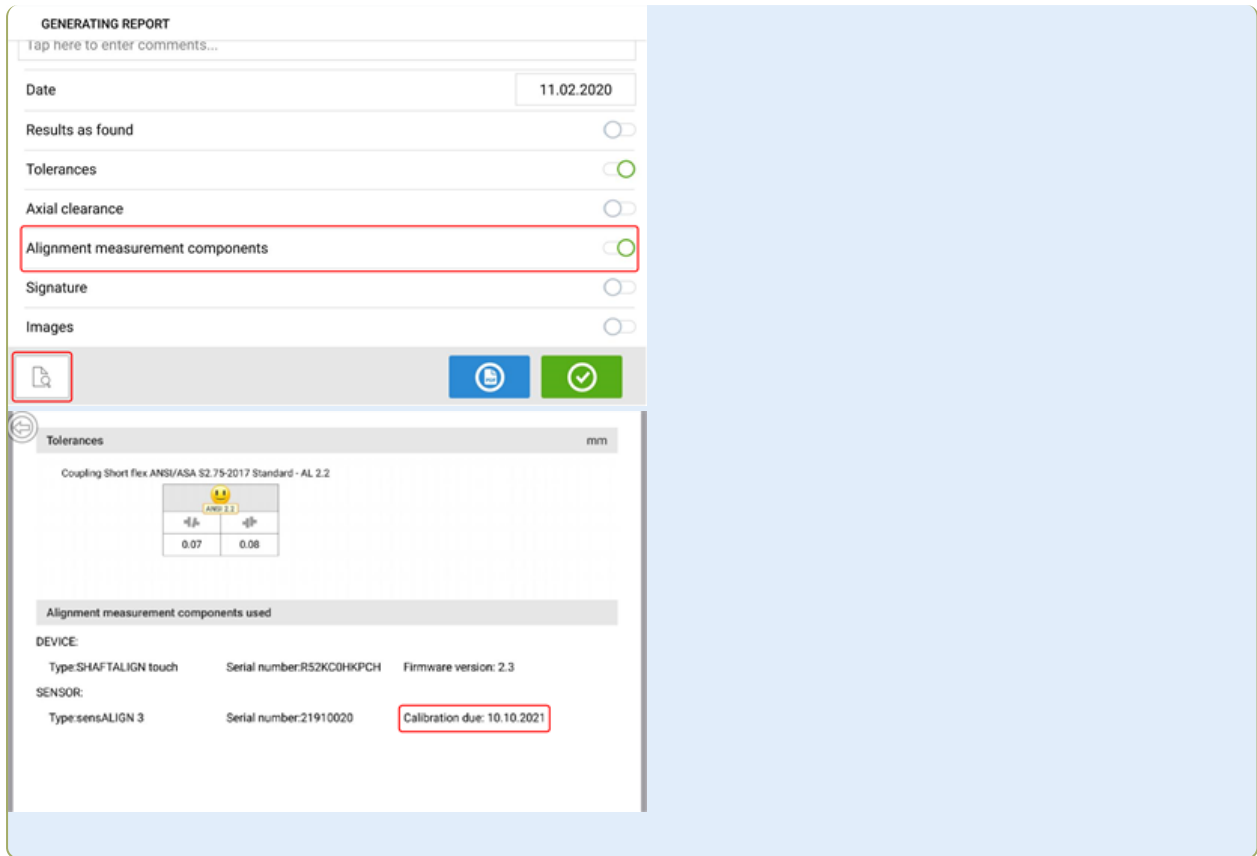 GENERATING REPORT
Tap here to enter comments...
Date 11.02.2020
Results as found
Tolerances
Axial clearance
Alignment measurement components
Signature
Images
Tolerances mm
Coupling Short flex ANSI/ASA S2.75-2017 Standard - AL 2.2
ANSI 2.2
0.07 0.08
Alignment measurement components used
DEVICE:
Type:SHAFTALIGN touch Serial number:R52KC0HKPCH Firmware version: 2.3
SENSOR:
Type:sensALIGN 3 Serial number:21910020 Calibration due: 10.10.2021